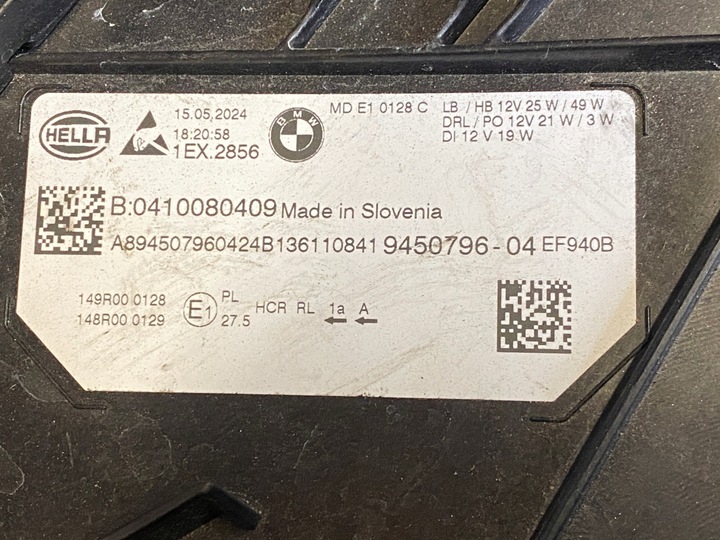 HELLA
15.05.2024
18:20:58
1EX.2856
MD E1 0128 C
LB / HB 12V 25 W / 49 W
DRL / PO 12V 21 W / 3 W
DI 12 V 19 W
B:0410080409 Made in Slovenia
A894507960424B136110841 9450796-04 EF940B
149R00 0128
148R00 0129
E1
PL
27.5
HCR RL 1a A